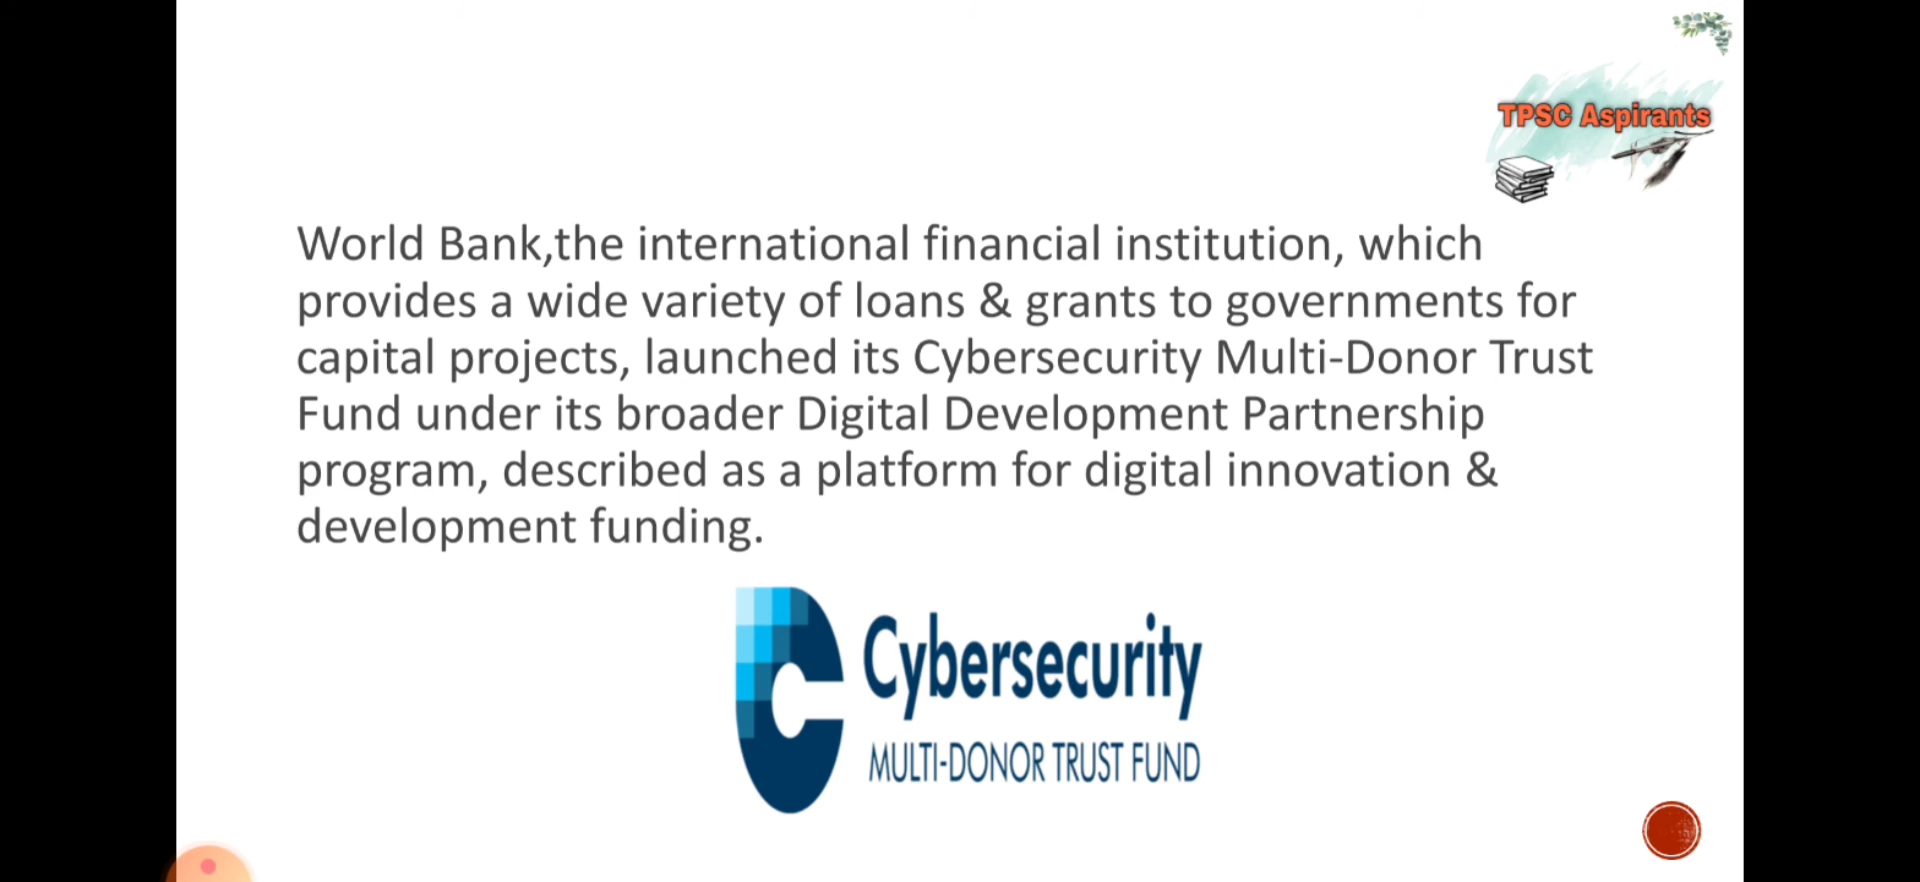 TPSC Aspirants
World Bank,the international financial institution, which
provides a wide variety of loans & grants to governments for
capital projects, launched its Cybersecurity Multi-Donor Trust
Fund under its broader Digital Development Partnership
program, described as a platform for digital innovation &
development funding.
Cybersecurity
MULTI-DONOR TRUST FUND